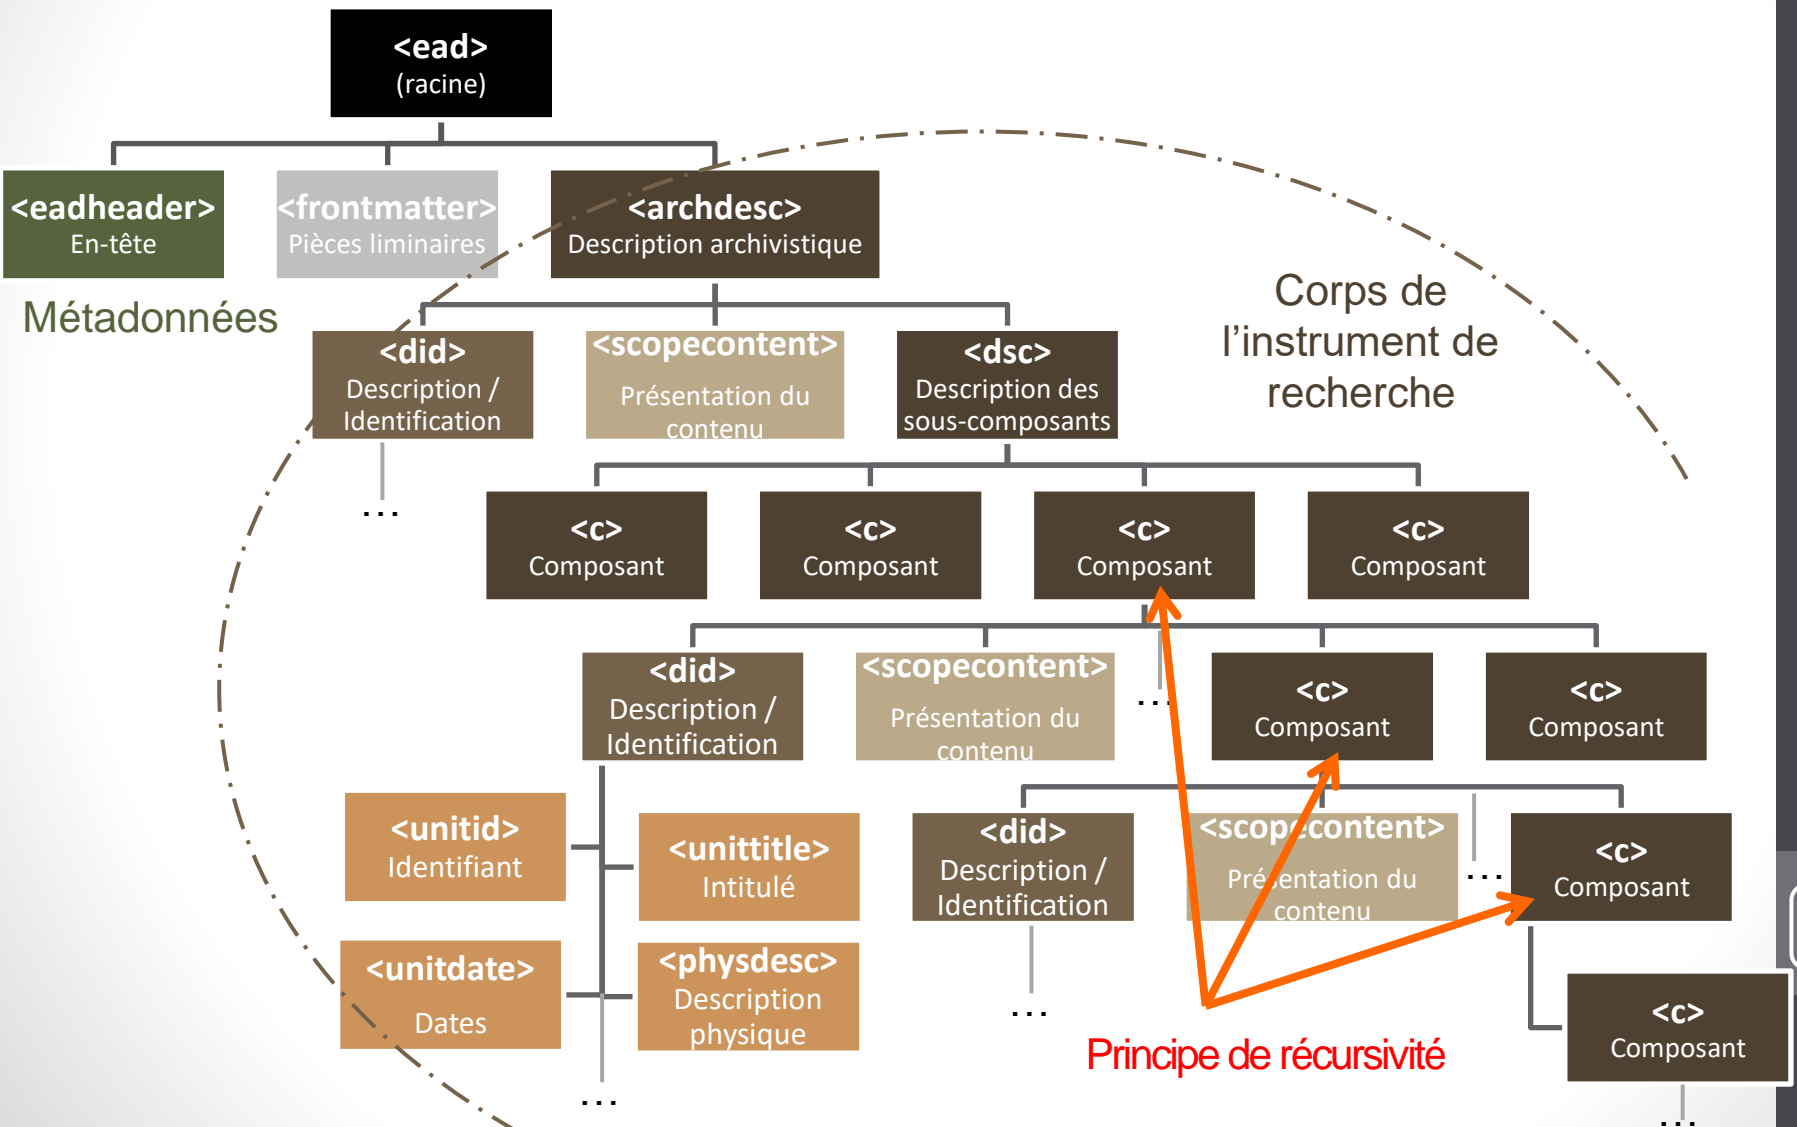 <ead>
(racine)
<eadheader>
En-tête
<frontmatter>
Pièces liminaires
<archdesc>
Description archivistique
Métadonnées
Corps de
l’instrument de
recherche
<did>
Description /
Identification
...
<scopecontent>
Présentation du
contenu
<dsc>
Description des
sous-composants
<c>
Composant
<c>
Composant
<c>
Composant
<c>
Composant
<did>
Description /
Identification
<scopecontent>
Présentation du
contenu
...
<c>
Composant
<c>
Composant
<unitid>
Identifiant
<unittitle>
Intitulé
<unitdate>
Dates
<physdesc>
Description
physique
...
<did>
Description /
Identification
...
<scopecontent>
Présentation du
contenu
...
<c>
Composant
<c>
Composant
...
Principe de récursivité